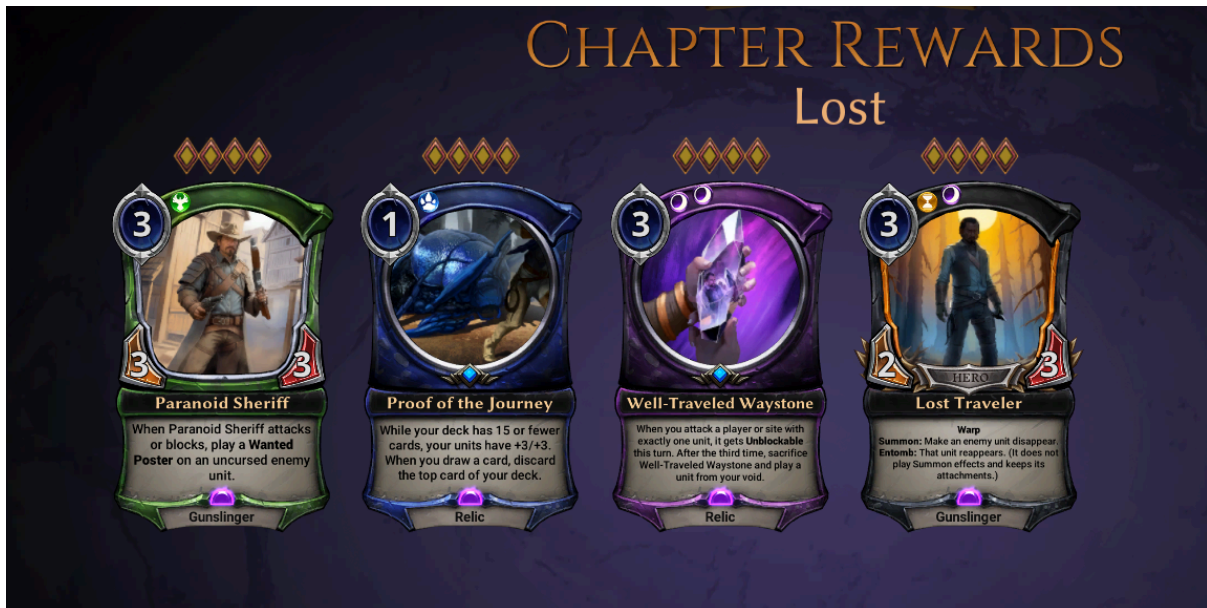 CHAPTER REWARDS
Lost
3
3
3
Paranoid Sheriff
When Paranoid Sheriff attacks
or blocks, play a Wanted
Poster on an uncursed enemy
unit.
Gunslinger
1
Proof of the Journey
While your deck has 15 or fewer
cards, your units have +3/+3.
When you draw a card, discard
the top card of your deck.
Relic
3
Well-Traveled Waystone
When you attack a player or site with
exactly one unit, it gets Unblockable
this turn. After the third time, sacrifice
Well-Traveled Waystone and play a
unit from your void.
Relic
3
2
3
HERO
Lost Traveler
Warp
Summon: Make an enemy unit disappear.
Entomb: That unit reappears. (It does not
play Summon effects and keeps its
attachments.)
Gunslinger